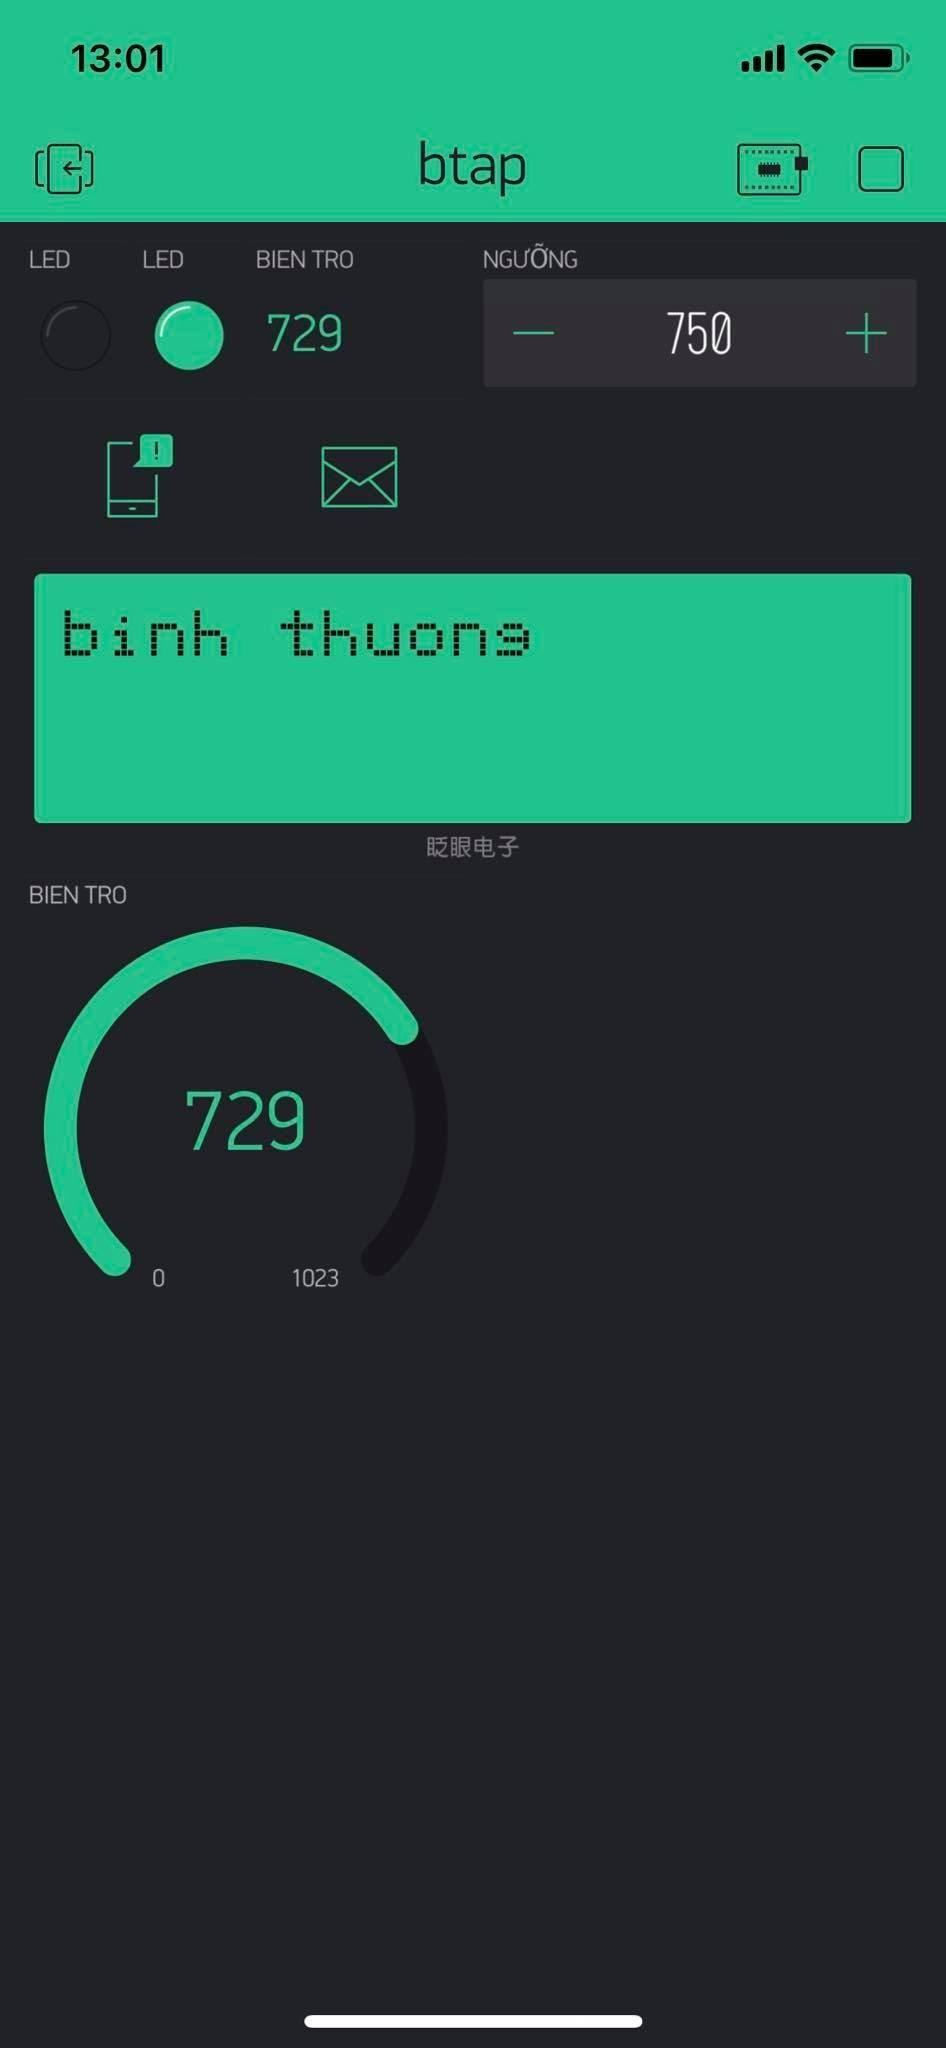 13:01
btap
LED LED BIEN TRO NGƯỠNG
729 750
binh thuong
眨眼电子
BIEN TRO
729
0 1023